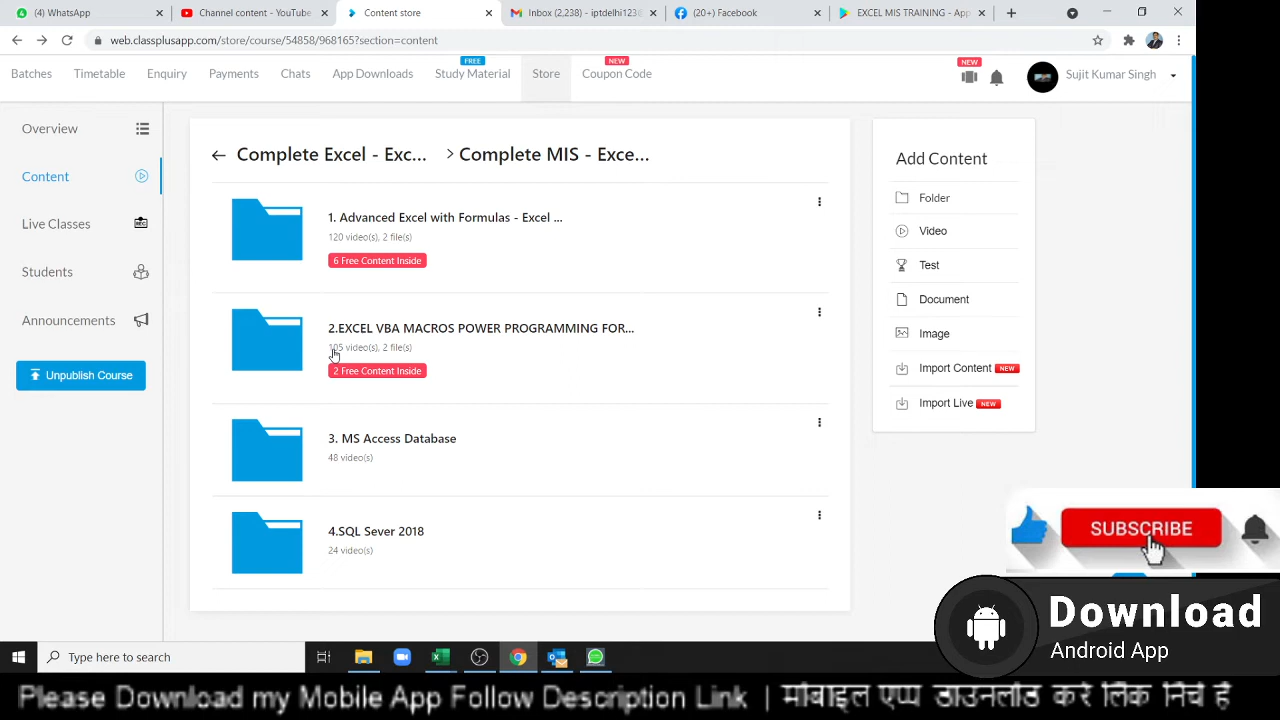 (4) WhatsApp
Channel content - YouTube
Content store
Inbox (2,238) - iptdelhi123@
(20+) Facebook
EXCEL MIS TRAINING - App
web.classplusapp.com/store/course/54858/968165?section=content
Batches
Timetable
Enquiry
Payments
Chats
App Downloads
FREE
Study Material
Store
NEW
Coupon Code
NEW
Sujit Kumar Singh
Overview
Content
Live Classes
REC
Students
Announcements
Unpublish Course
Complete Excel - Exc... > Complete MIS - Exce...
1. Advanced Excel with Formulas - Excel ...
120 video(s), 2 file(s)
6 Free Content Inside
2.EXCEL VBA MACROS POWER PROGRAMMING FOR...
105 video(s), 2 file(s)
2 Free Content Inside
3. MS Access Database
48 video(s)
4.SQL Sever 2018
24 video(s)
Add Content
Folder
Video
Test
Document
Image
Import Content NEW
Import Live NEW
SUBSCRIBE
Download
Android App
Type here to search
Please Download my Mobile App Follow Description Link | मोबाइल एप्प डाउनलोड करे लिंक निचे है